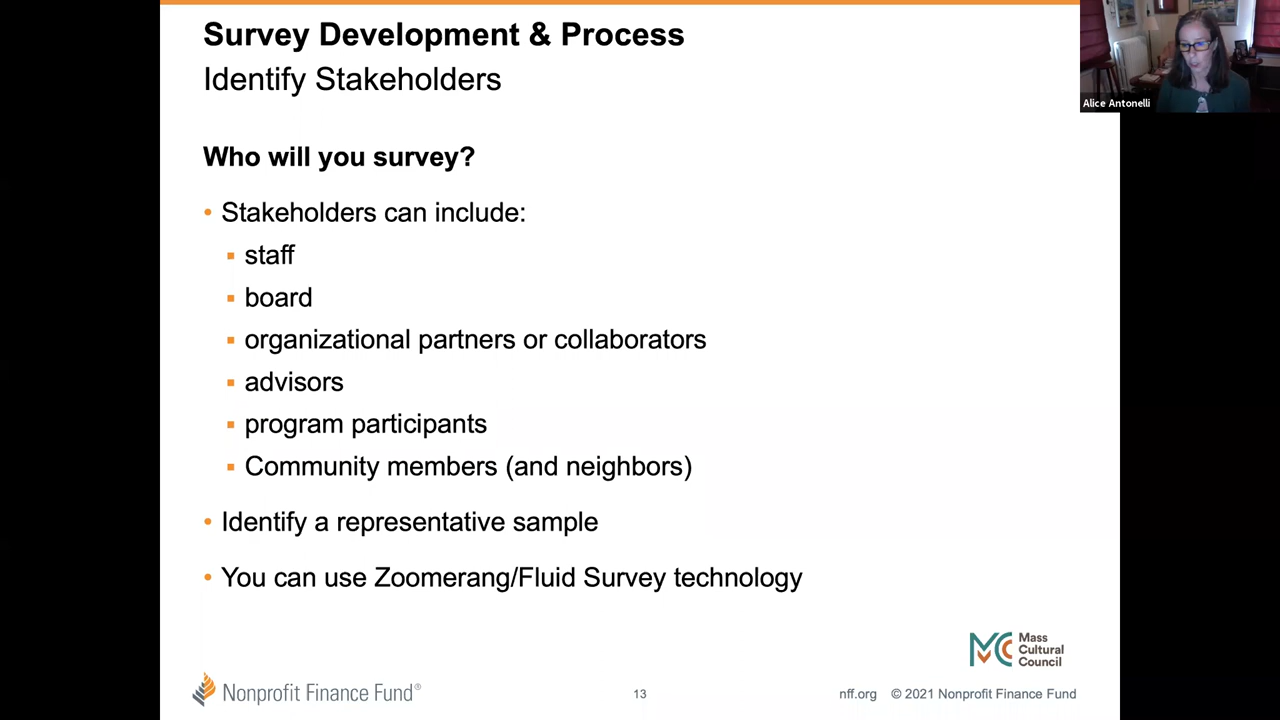 Survey Development & Process
Identify Stakeholders
Alice Antonelli
Who will you survey?
• Stakeholders can include:
▪ staff
▪ board
▪ organizational partners or collaborators
▪ advisors
▪ program participants
▪ Community members (and neighbors)
• Identify a representative sample
• You can use Zoomerang/Fluid Survey technology
MCC
Mass
Cultural
Council
Nonprofit Finance Fund®
13
nff.org © 2021 Nonprofit Finance Fund